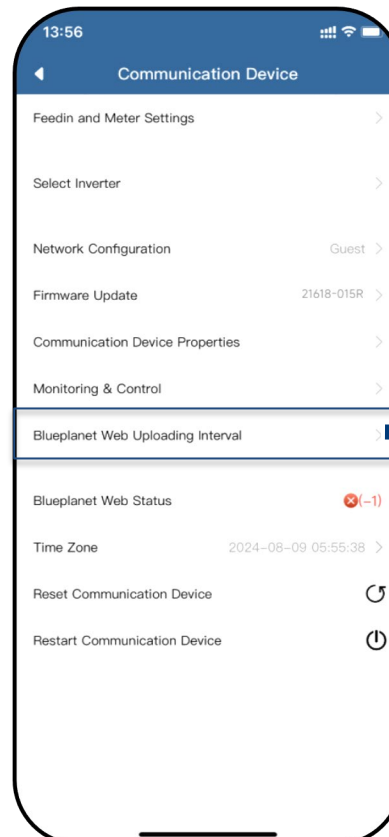 13:56
Communication Device
Feedin and Meter Settings
Select Inverter
Network Configuration Guest
Firmware Update 21618-015R
Communication Device Properties
Monitoring & Control
Blueplanet Web Uploading Interval
Blueplanet Web Status (-1)
Time Zone 2024-08-09 05:55:38
Reset Communication Device
Restart Communication Device